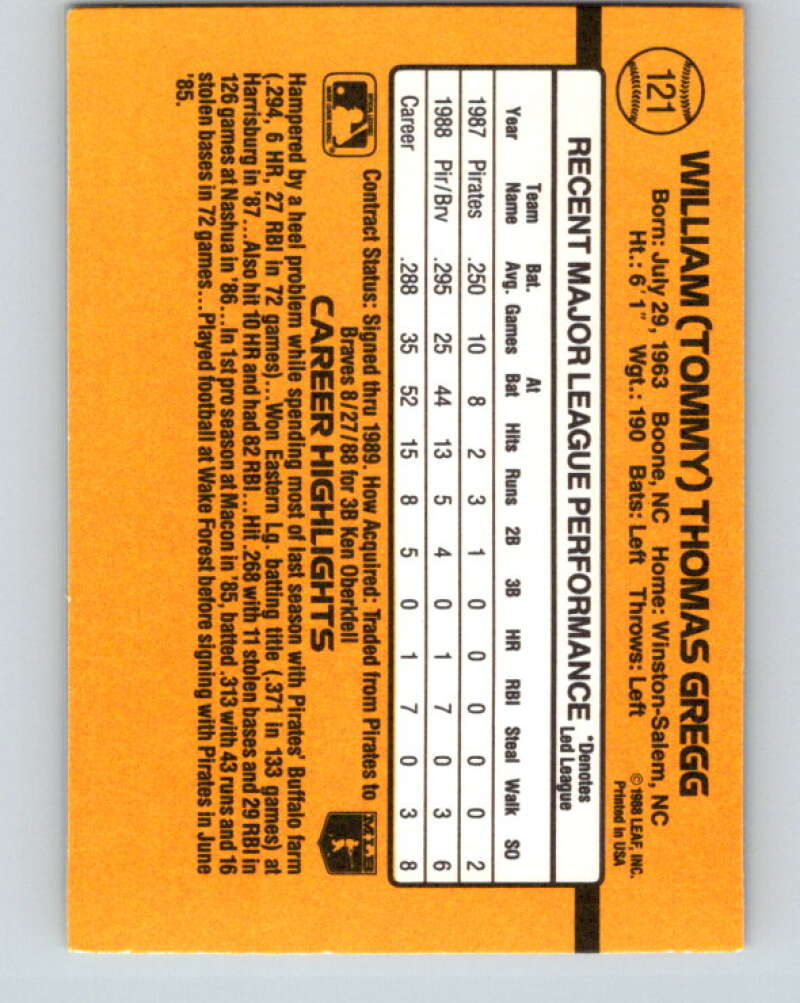 121
WILLIAM (TOMMY) THOMAS GREGG
Born: July 29, 1963 Boone, NC Home: Winston-Salem, NC
Ht.: 6' 1" Wgt.: 190 Bats: Left Throws: Left
©1988 LEAF, INC.
Printed in USA
RECENT MAJOR LEAGUE PERFORMANCE *Denotes Led League
Year Team Name Bat. Avg. Games At Bat Hits Runs 2B 3B HR RBI Steal Walk SO
1987 Pirates .250 10 8 2 3 1 0 0 0 0 0 2
1988 Pir/Brv .295 25 44 13 5 4 0 1 7 0 3 6
Career .288 35 52 15 8 5 0 1 7 0 3 8
Contract Status: Signed thru 1989. How Acquired: Traded from Pirates to
Braves 8/27/88 for 3B Ken Oberkfell
MLB
CAREER HIGHLIGHTS
Hampered by a heel problem while spending most of last season with Pirates' Buffalo farm
(.294, 6 HR, 27 RBI in 72 games)...Won Eastern Lg. batting title (.371 in 133 games) at
Harrisburg in '87...Also hit 10 HR and had 82 RBI...Hit .268 with 11 stolen bases and 29 RBI in
126 games at Nashua in '86...In 1st pro season at Macon in '85, batted .313 with 43 runs and 16
stolen bases in 72 games...Played football at Wake Forest before signing with Pirates in June
'85.